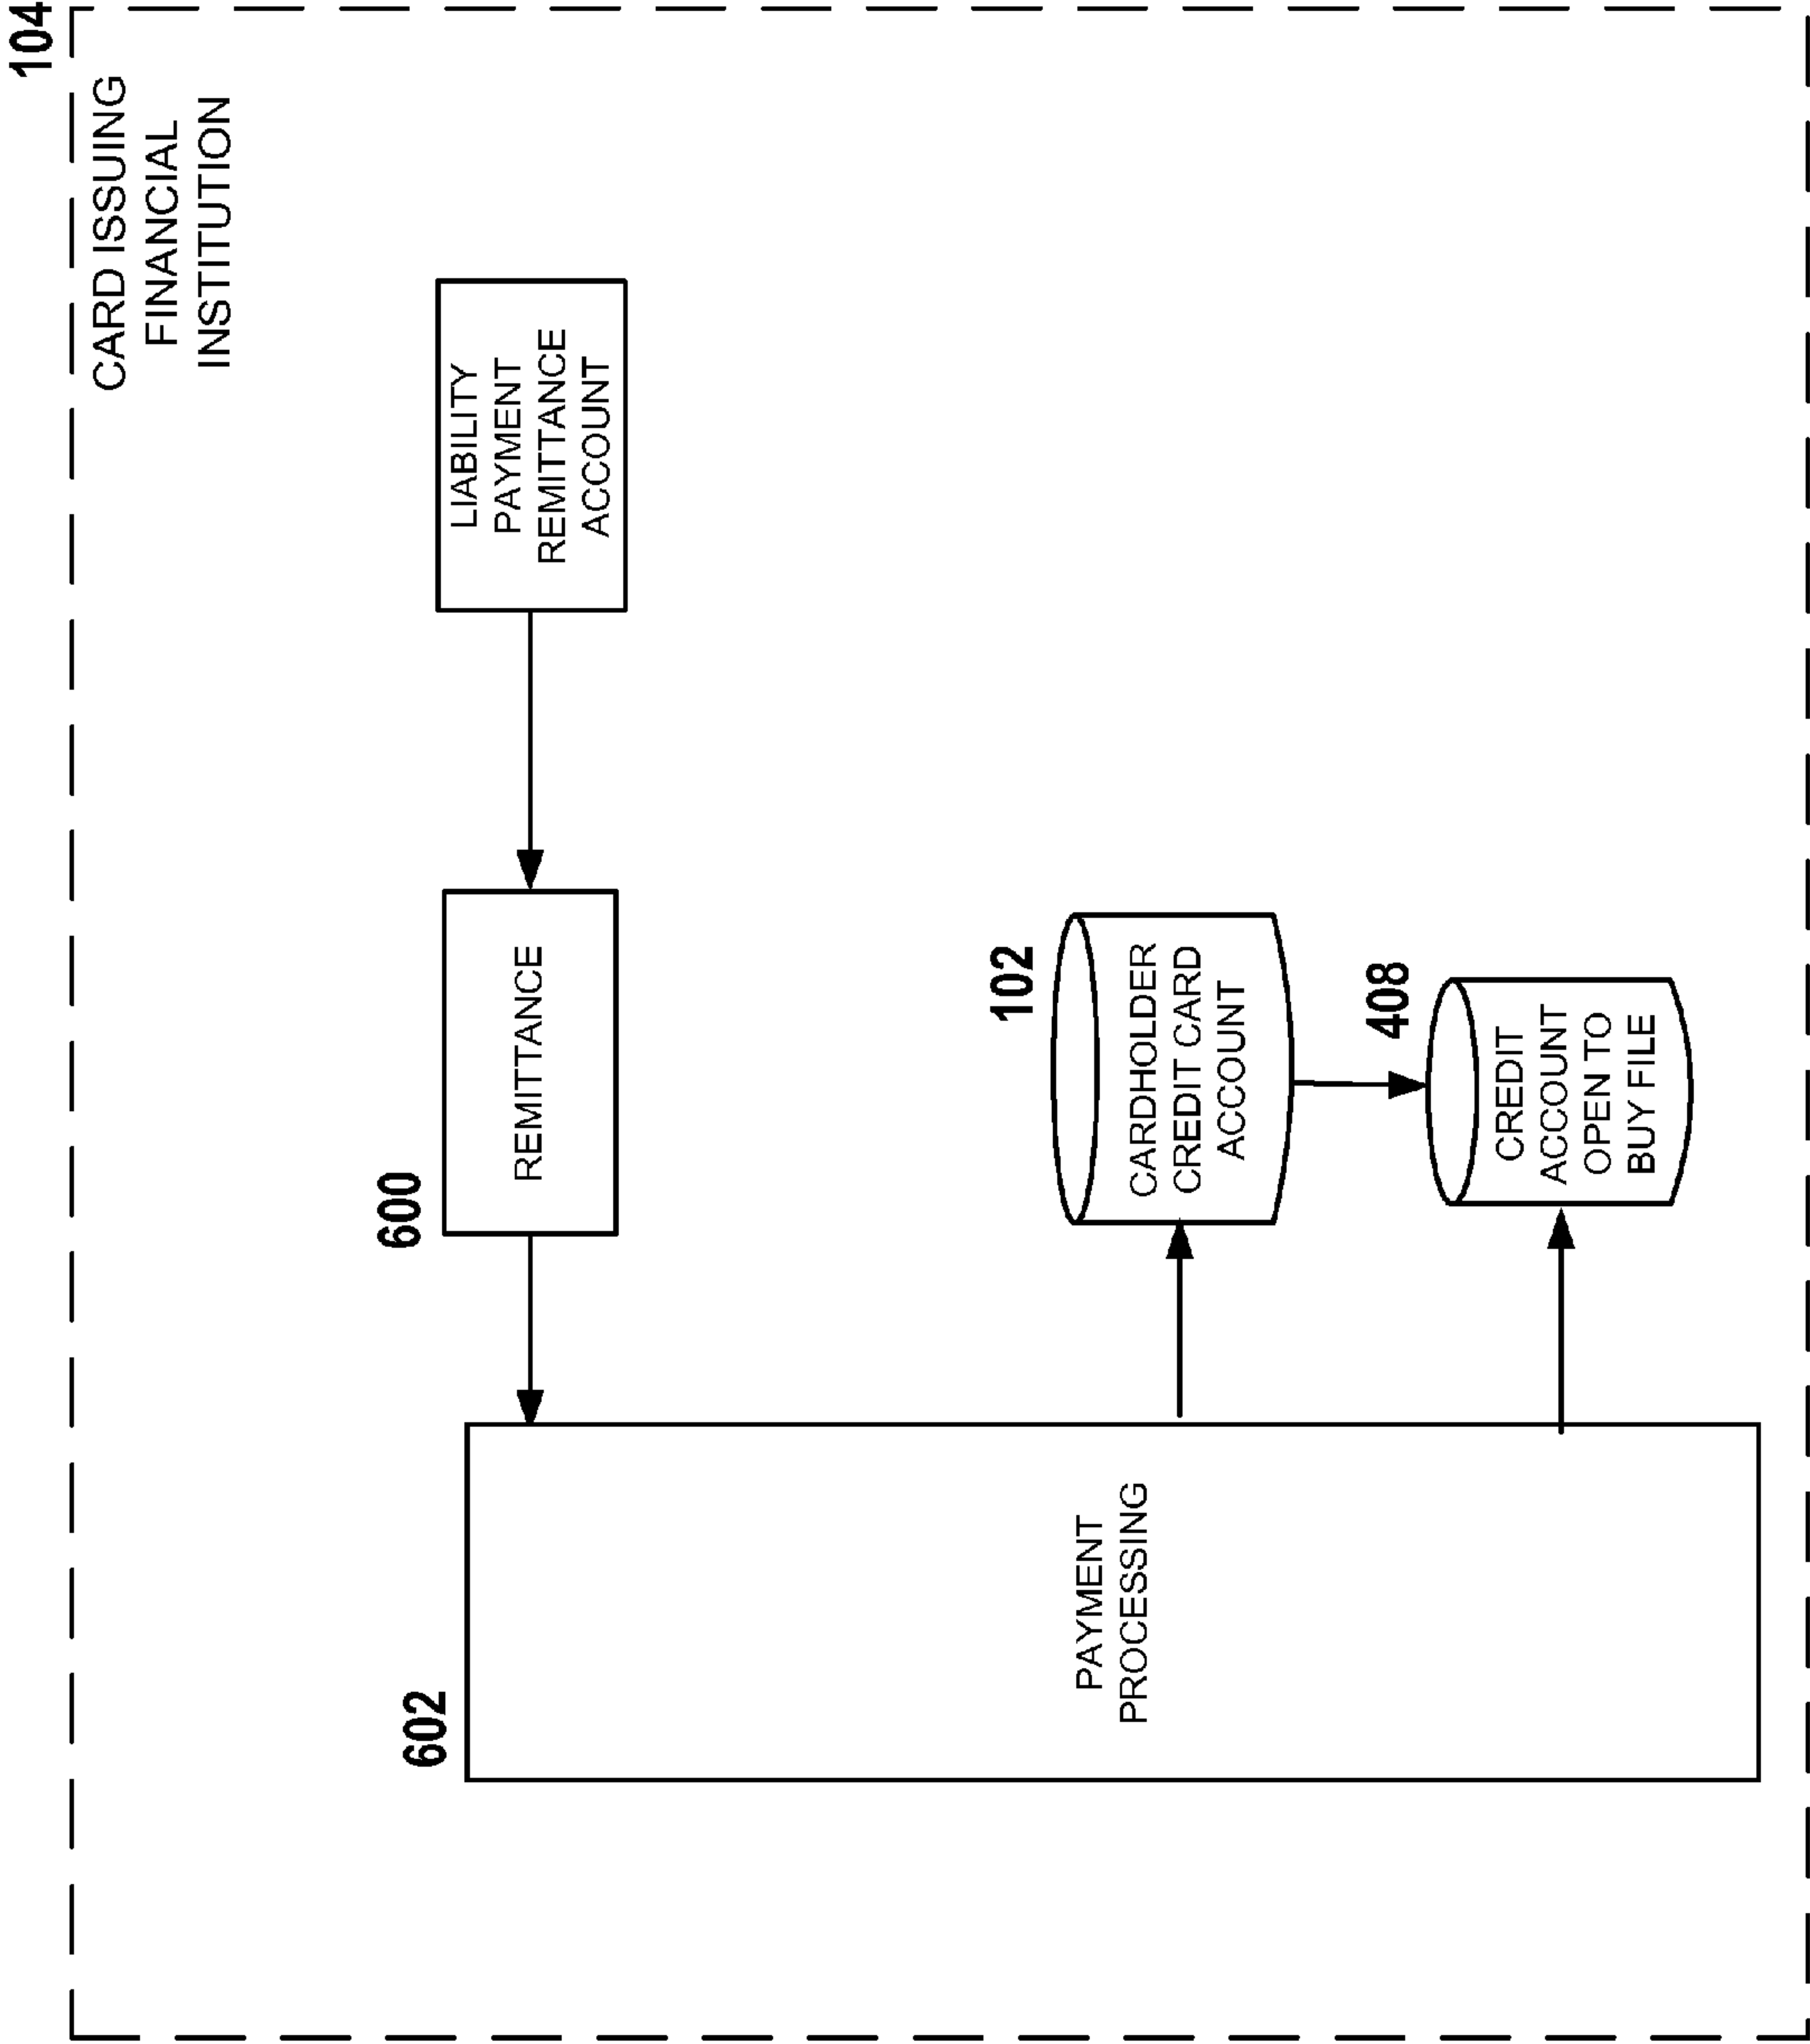 104
CARD ISSUING
FINANCIAL
INSTITUTION
602
600
REMITTANCE
LIABILITY
PAYMENT
REMITTANCE
ACCOUNT
PAYMENT
PROCESSING
102
CARDHOLDER
CREDIT CARD
ACCOUNT
408
CREDIT
ACCOUNT
OPEN TO
BUY FILE